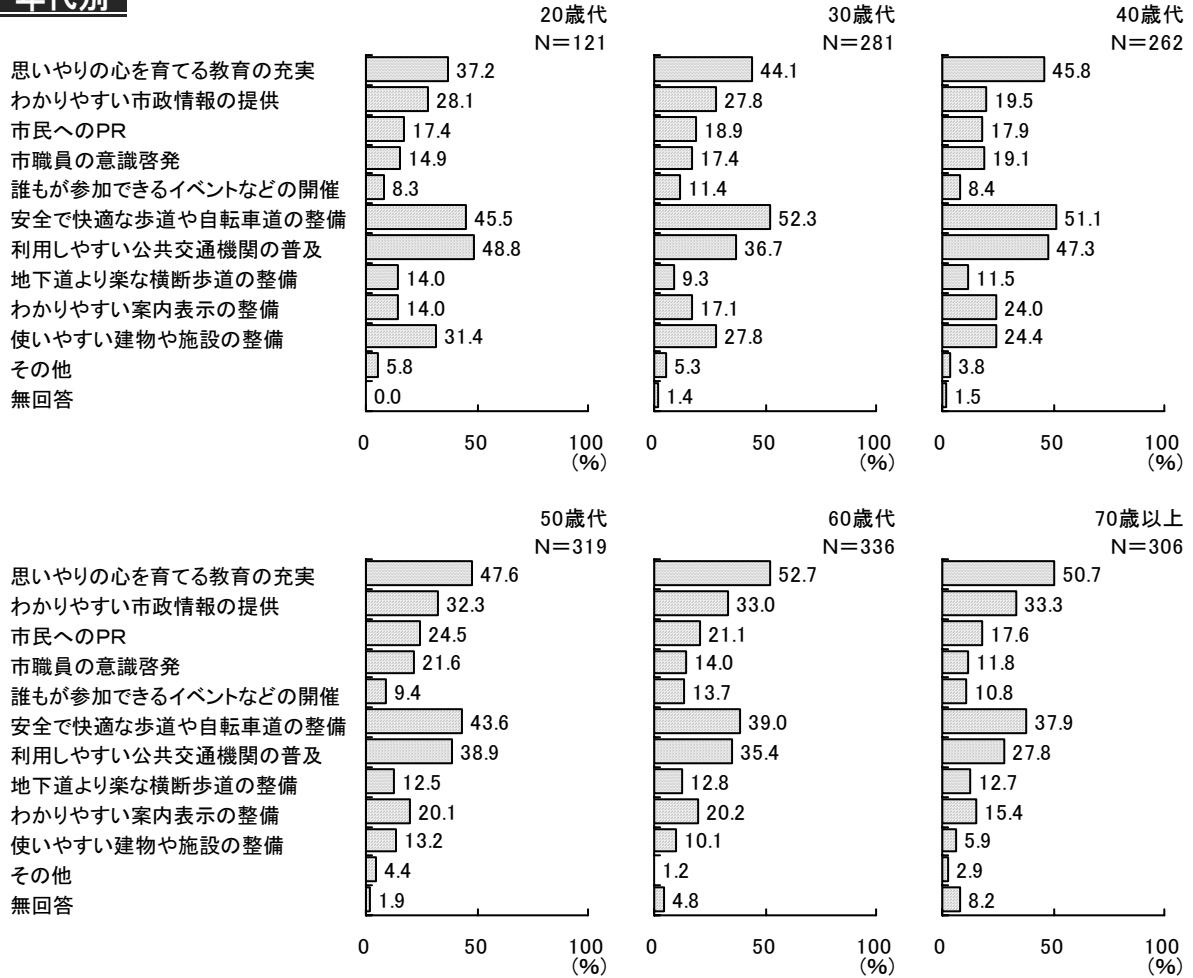 年代別
20歳代 30歳代 40歳代
N=121 N=281 N=262
思いやりの心を育てる教育の充実 37.2 44.1 45.8
わかりやすい市政情報の提供 28.1 27.8 19.5
市民へのPR 17.4 18.9 17.9
市職員の意識啓発 14.9 17.4 19.1
誰もが参加できるイベントなどの開催 8.3 11.4 8.4
安全で快適な歩道や自転車道の整備 45.5 52.3 51.1
利用しやすい公共交通機関の普及 48.8 36.7 47.3
地下道より楽な横断歩道の整備 14.0 9.3 11.5
わかりやすい案内表示の整備 14.0 17.1 24.0
使いやすい建物や施設の整備 31.4 27.8 24.4
その他 5.8 5.3 3.8
無回答 0.0 1.4 1.5
0 50 100 0 50 100 0 50 100
(%) (%) (%)
50歳代 60歳代 70歳以上
N=319 N=336 N=306
思いやりの心を育てる教育の充実 47.6 52.7 50.7
わかりやすい市政情報の提供 32.3 33.0 33.3
市民へのPR 24.5 21.1 17.6
市職員の意識啓発 21.6 14.0 11.8
誰もが参加できるイベントなどの開催 9.4 13.7 10.8
安全で快適な歩道や自転車道の整備 43.6 39.0 37.9
利用しやすい公共交通機関の普及 38.9 35.4 27.8
地下道より楽な横断歩道の整備 12.5 12.8 12.7
わかりやすい案内表示の整備 20.1 20.2 15.4
使いやすい建物や施設の整備 13.2 10.1 5.9
その他 4.4 1.2 2.9
無回答 1.9 4.8 8.2
0 50 100 0 50 100 0 50 100
(%) (%) (%)